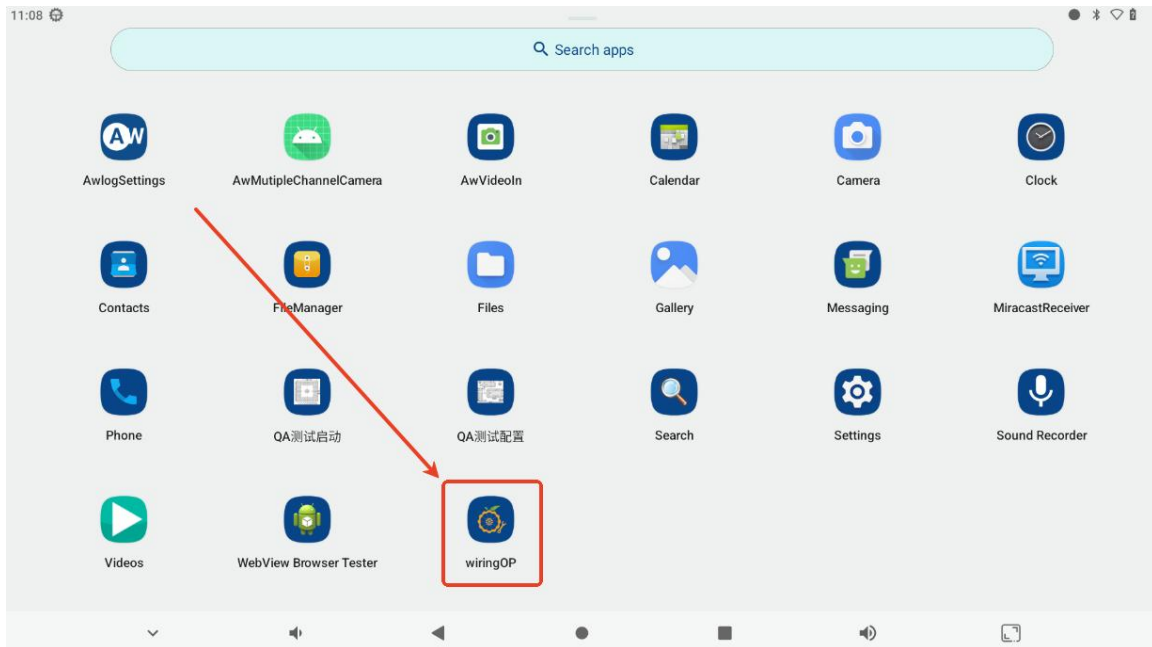 11:08
Search apps
AW
AwlogSettings
AwMutipleChannelCamera
AwVideoIn
Calendar
Camera
Clock
Contacts
FileManager
Files
Gallery
Messaging
MiracastReceiver
Phone
QA测试启动
QA测试配置
Search
Settings
Sound Recorder
Videos
WebView Browser Tester
wiringOP